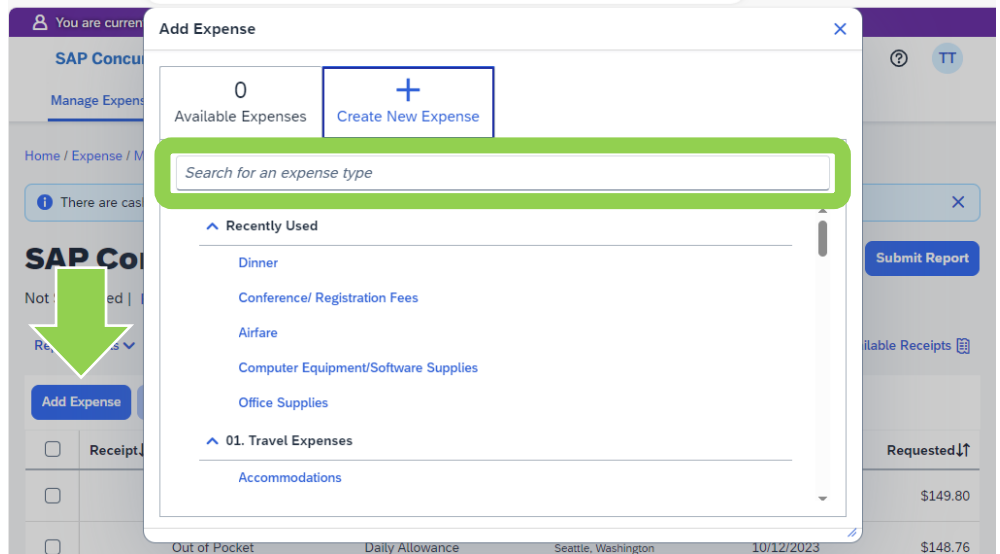 You are curren
Add Expense
SAP Concu
TT
Manage Expens
0
Available Expenses
Create New Expense
Home / Expense / M
Search for an expense type
There are cas
Recently Used
SAP Co
Submit Report
Dinner
Not
ed |
Conference/ Registration Fees
Airfare
ilable Receipts
Computer Equipment/Software Supplies
Add Expense
Office Supplies
01. Travel Expenses
Receipt
Requested
Accommodations
$149.80
Out of Pocket
Daily Allowance
Seattle, Washington
10/12/2023
$148.76